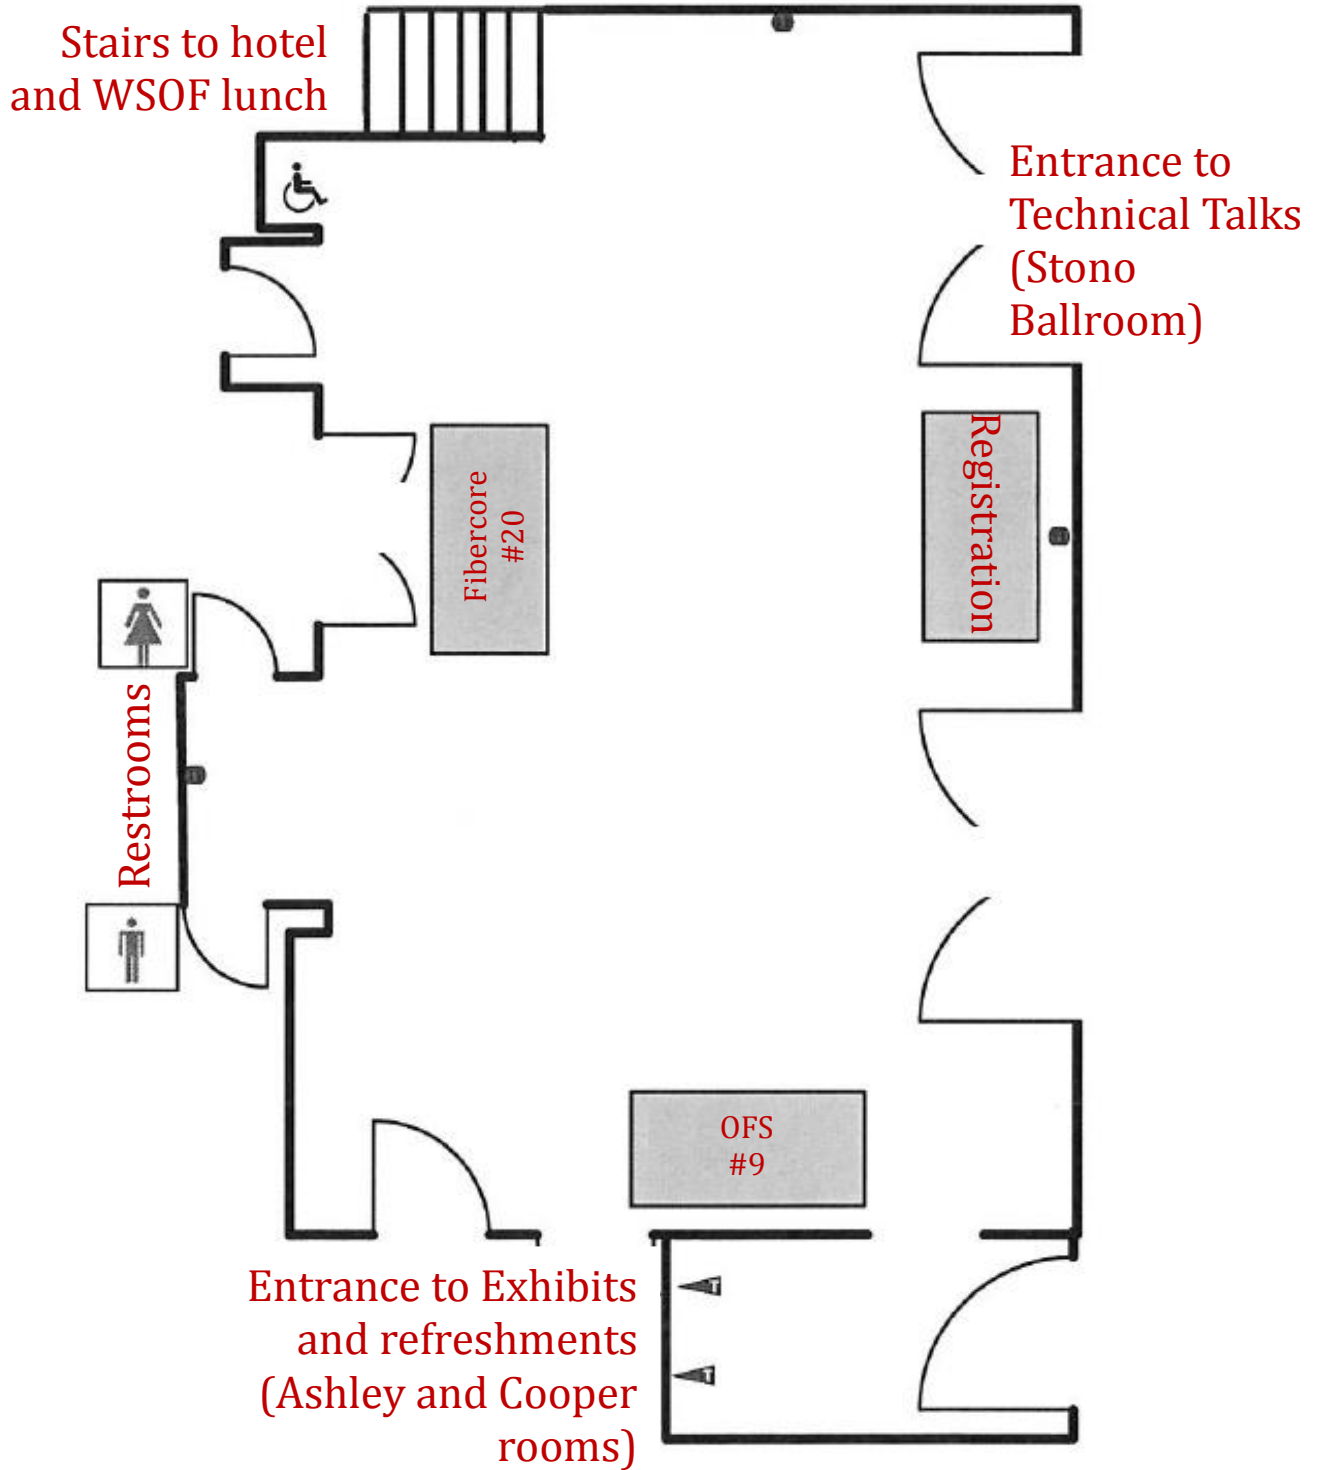 Stairs to hotel
and WSOF lunch
Entrance to
Technical Talks
(Stono
Ballroom)
Registration
Fibercore
#20
Restrooms
OFS
#9
Entrance to Exhibits
and refreshments
(Ashley and Cooper
rooms)